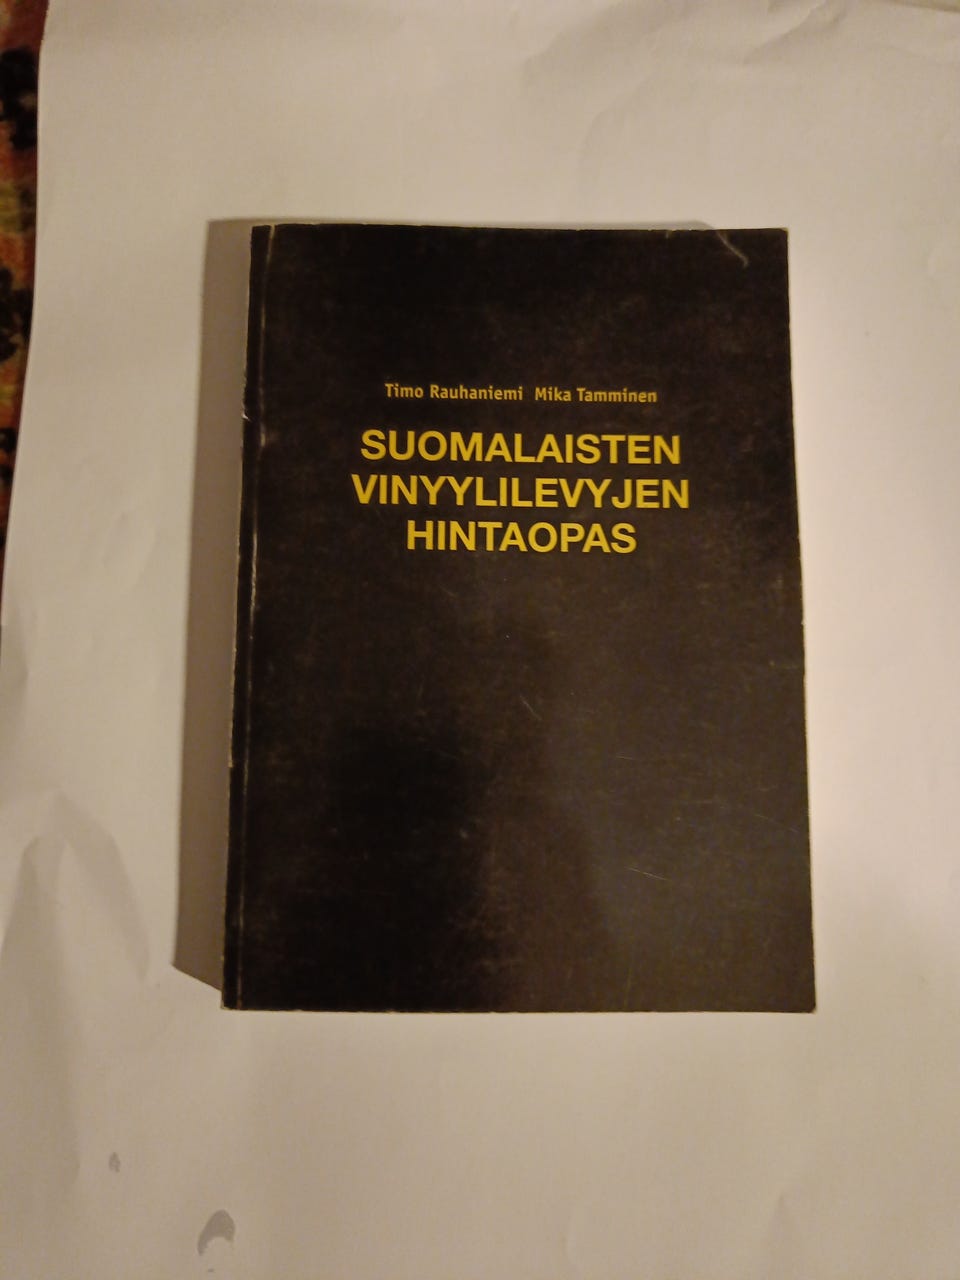 Timo Rauhaniemi Mika Tamminen
SUOMALAISTEN
VINYYLILEVYJEN
HINTAOPAS